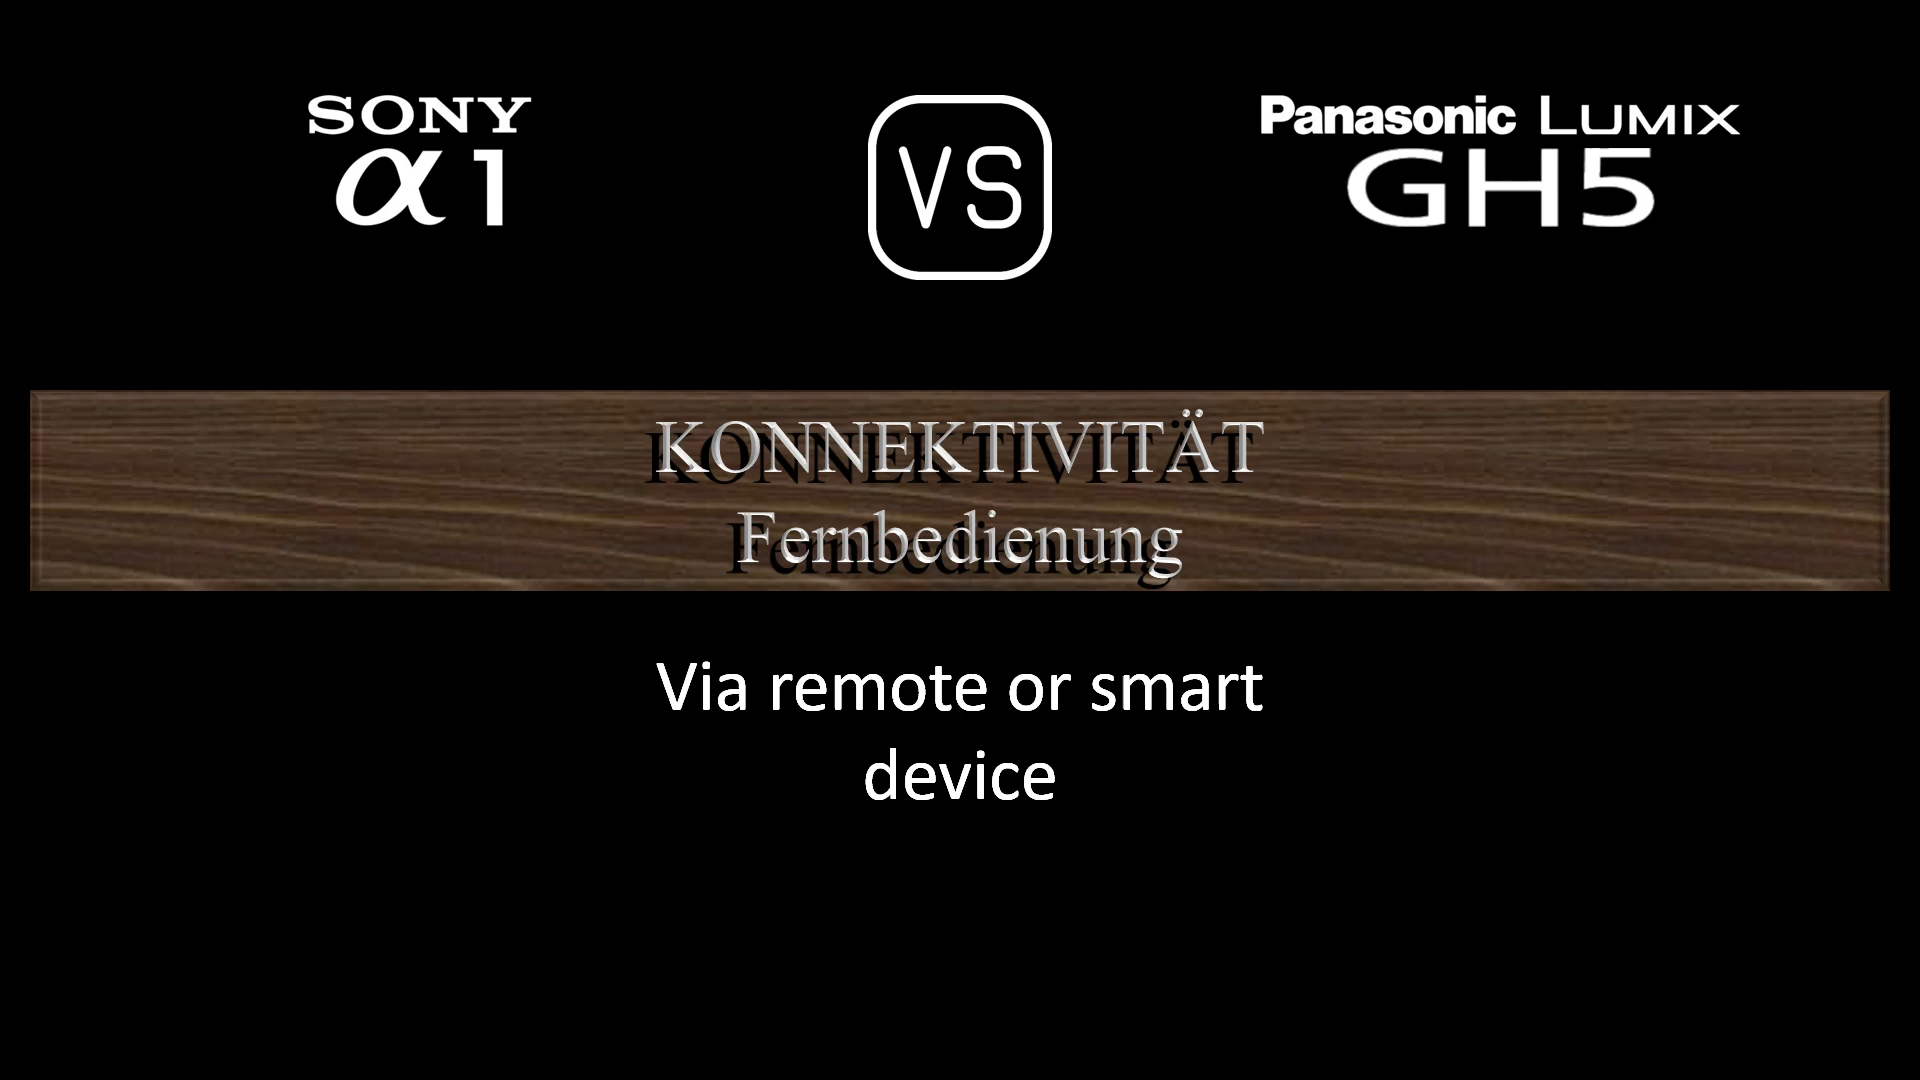 SONY
α1
VS
Panasonic LUMIX
GH5
KONNEKTIVITÄT
Fernbedienung
Via remote or smart
device